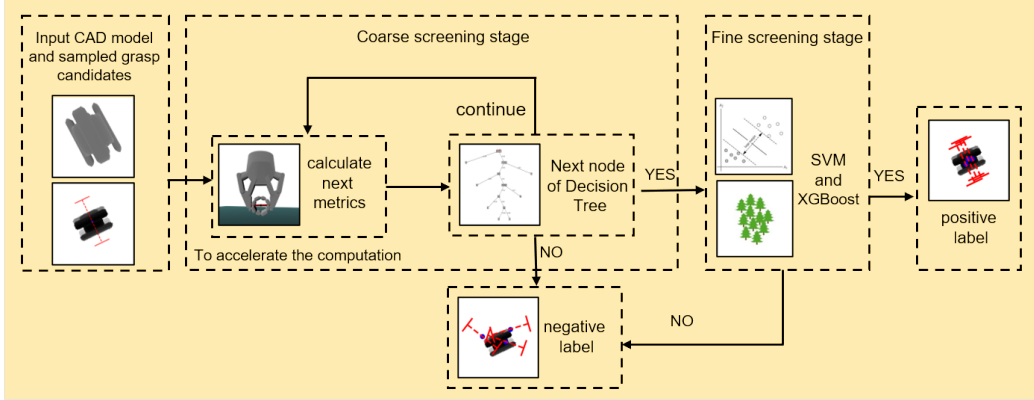 Input CAD model
and sampled grasp
candidates
Coarse screening stage
continue
calculate
next
metrics
Next node
of Decision
Tree
To accelerate the computation
YES
NO
Fine screening stage
SVM
and
XGBoost
YES
NO
positive
label
negative
label